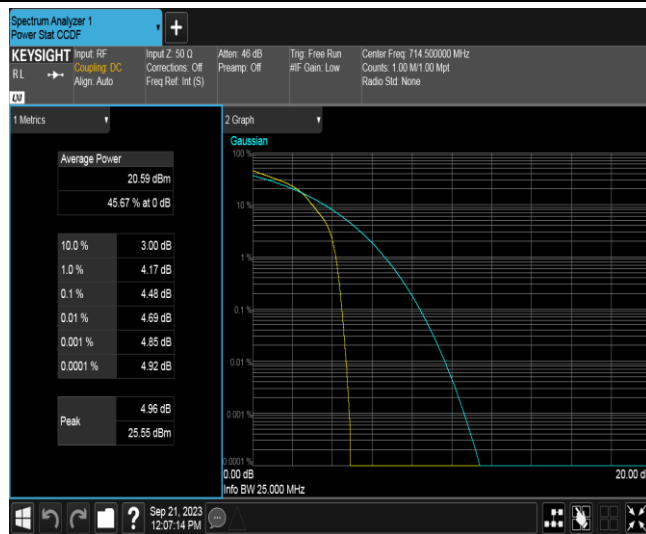 Spectrum Analyzer 1
Power Stat CCDF
+
KEYSIGHT
RL
Input: RF
Coupling: DC
Align: Auto
Input Z: 50 Ω
Corrections: Off
Freq Ref: Int (S)
Atten: 46 dB
Preamp: Off
Trig: Free Run
#IF Gain: Low
Center Freq: 714.500000 MHz
Counts: 1.00 M/1.00 Mpt
Radio Std: None
1 Metrics
Average Power
20.59 dBm
45.67 % at 0 dB
10.0 % 3.00 dB
1.0 % 4.17 dB
0.1 % 4.48 dB
0.01 % 4.69 dB
0.001 % 4.85 dB
0.0001 % 4.92 dB
Peak
4.96 dB
25.55 dBm
2 Graph
Gaussian
100 %
10 %
1 %
0.1 %
0.01 %
0.001 %
0.0001 %
0.00 dB
20.00 d
Info BW 25.000 MHz
?
Sep 21, 2023
12:07:14 PM